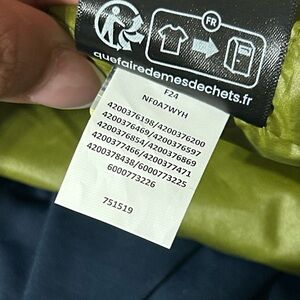 FR
quefairedemesdechets.fr
F24
NF0A7WYH
4200376198/4200376200
4200376469/4200376597
4200376854/4200376869
4200377466/4200377471
4200378438/6000773225
6000773226
751519